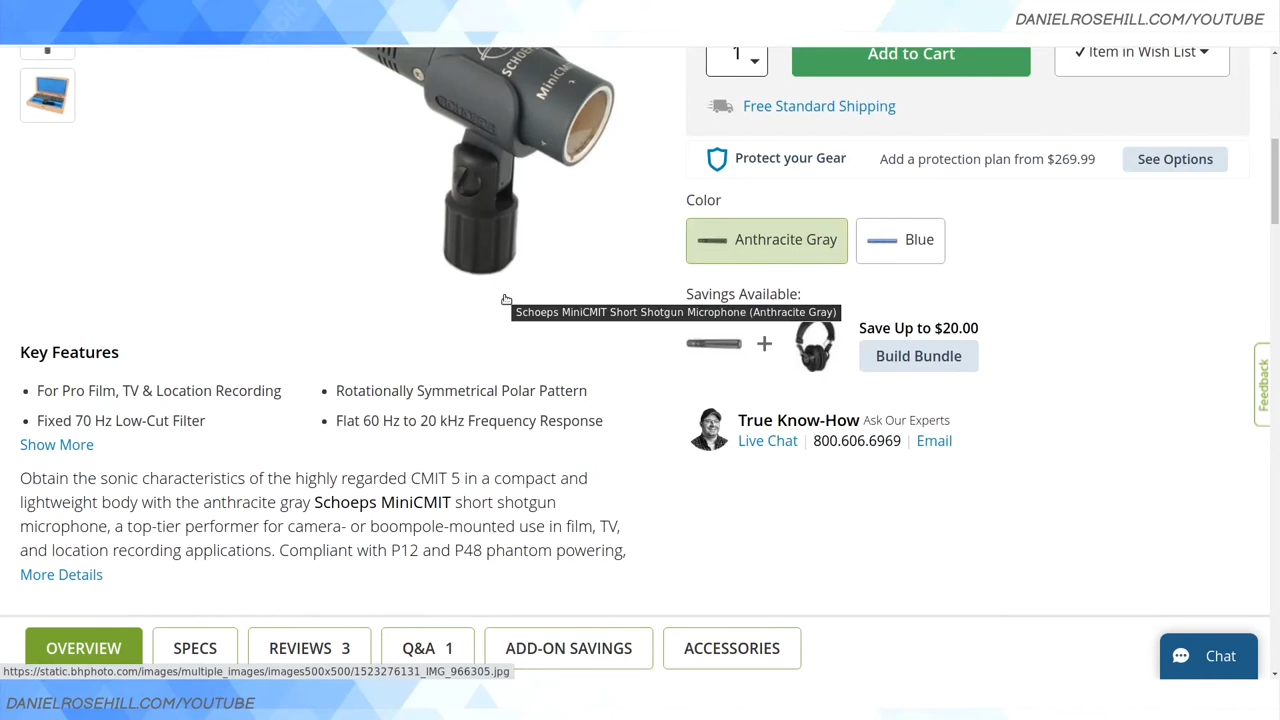 DANIELROSEHILL.COM/YOUTUBE
SCHOEPS
MiniCMIT
1
Add to Cart
✓ Item in Wish List
Free Standard Shipping
Protect your Gear
Add a protection plan from $269.99
See Options
Color
Anthracite Gray
Blue
Savings Available:
Schoeps MiniCMIT Short Shotgun Microphone (Anthracite Gray)
+
Save Up to $20.00
Build Bundle
Key Features
For Pro Film, TV & Location Recording
Rotationally Symmetrical Polar Pattern
Fixed 70 Hz Low-Cut Filter
Flat 60 Hz to 20 kHz Frequency Response
Show More
True Know-How Ask Our Experts
Live Chat | 800.606.6969 | Email
Feedback
Obtain the sonic characteristics of the highly regarded CMIT 5 in a compact and
lightweight body with the anthracite gray Schoeps MiniCMIT short shotgun
microphone, a top-tier performer for camera- or boompole-mounted use in film, TV,
and location recording applications. Compliant with P12 and P48 phantom powering,
More Details
OVERVIEW
SPECS
REVIEWS 3
Q&A 1
ADD-ON SAVINGS
ACCESSORIES
Chat
https://static.bhphoto.com/images/multiple_images/images500x500/1523276131_IMG_966305.jpg
DANIELROSEHILL.COM/YOUTUBE